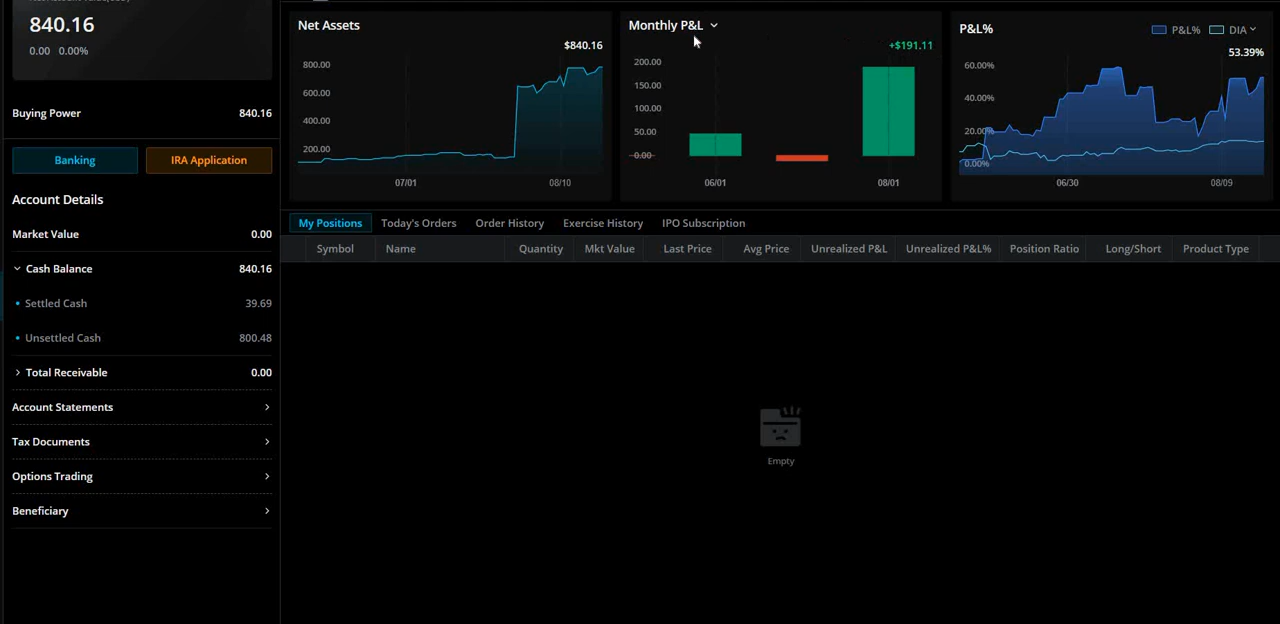 840.16
0.00 0.00%
Buying Power 840.16
Banking IRA Application
Account Details
Market Value 0.00
Cash Balance 840.16
Settled Cash 39.69
Unsettled Cash 800.48
Total Receivable 0.00
Account Statements
Tax Documents
Options Trading
Beneficiary
Net Assets
$840.16
800.00
600.00
400.00
200.00
07/01 08/10
Monthly P&L
+$191.11
200.00
150.00
100.00
50.00
-0.00
06/01 08/01
P&L%
P&L% DIA
53.39%
60.00%
40.00%
20.00%
0.00%
06/30 08/09
My Positions Today's Orders Order History Exercise History IPO Subscription
Symbol Name Quantity Mkt Value Last Price Avg Price Unrealized P&L Unrealized P&L% Position Ratio Long/Short Product Type
Empty